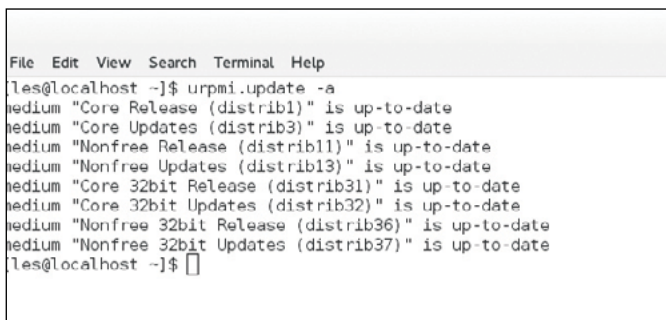 File Edit View Search Terminal Help
[les@localhost ~]$ urpmi.update -a
medium "Core Release (distrib1)" is up-to-date
medium "Core Updates (distrib3)" is up-to-date
medium "Nonfree Release (distrib11)" is up-to-date
medium "Nonfree Updates (distrib13)" is up-to-date
medium "Core 32bit Release (distrib31)" is up-to-date
medium "Core 32bit Updates (distrib32)" is up-to-date
medium "Nonfree 32bit Release (distrib36)" is up-to-date
medium "Nonfree 32bit Updates (distrib37)" is up-to-date
[les@localhost ~]$